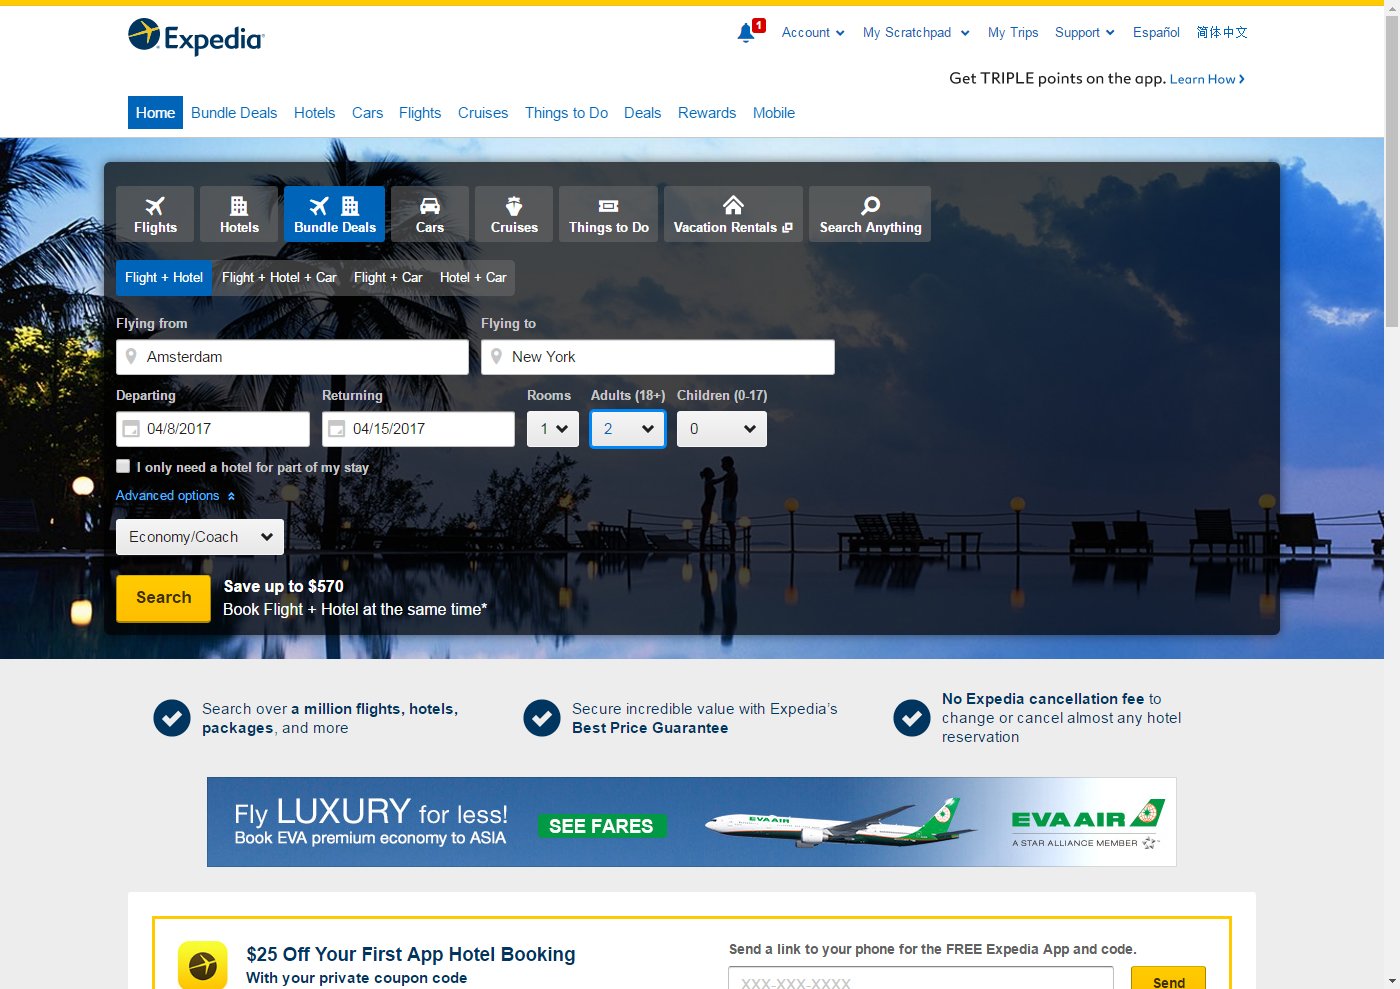 Expedia
1
Account
My Scratchpad
My Trips
Support
Español
简体中文
Get TRIPLE points on the app. Learn How
Home
Bundle Deals
Hotels
Cars
Flights
Cruises
Things to Do
Deals
Rewards
Mobile
Flights
Hotels
Bundle Deals
Cars
Cruises
Things to Do
Vacation Rentals
Search Anything
Flight + Hotel
Flight + Hotel + Car
Flight + Car
Hotel + Car
Flying from
Flying to
Amsterdam
New York
Departing
Returning
Rooms
Adults (18+)
Children (0-17)
04/8/2017
04/15/2017
1
2
0
I only need a hotel for part of my stay
Advanced options
Economy/Coach
Search
Save up to $570
Book Flight + Hotel at the same time*
Search over a million flights, hotels,
packages, and more
Secure incredible value with Expedia's
Best Price Guarantee
No Expedia cancellation fee to
change or cancel almost any hotel
reservation
Fly LUXURY for less!
Book EVA premium economy to ASIA
SEE FARES
EVA AIR
EVA AIR
A STAR ALLIANCE MEMBER
$25 Off Your First App Hotel Booking
With your private coupon code
Send a link to your phone for the FREE Expedia App and code.
XXX-XXX-XXXX
Send